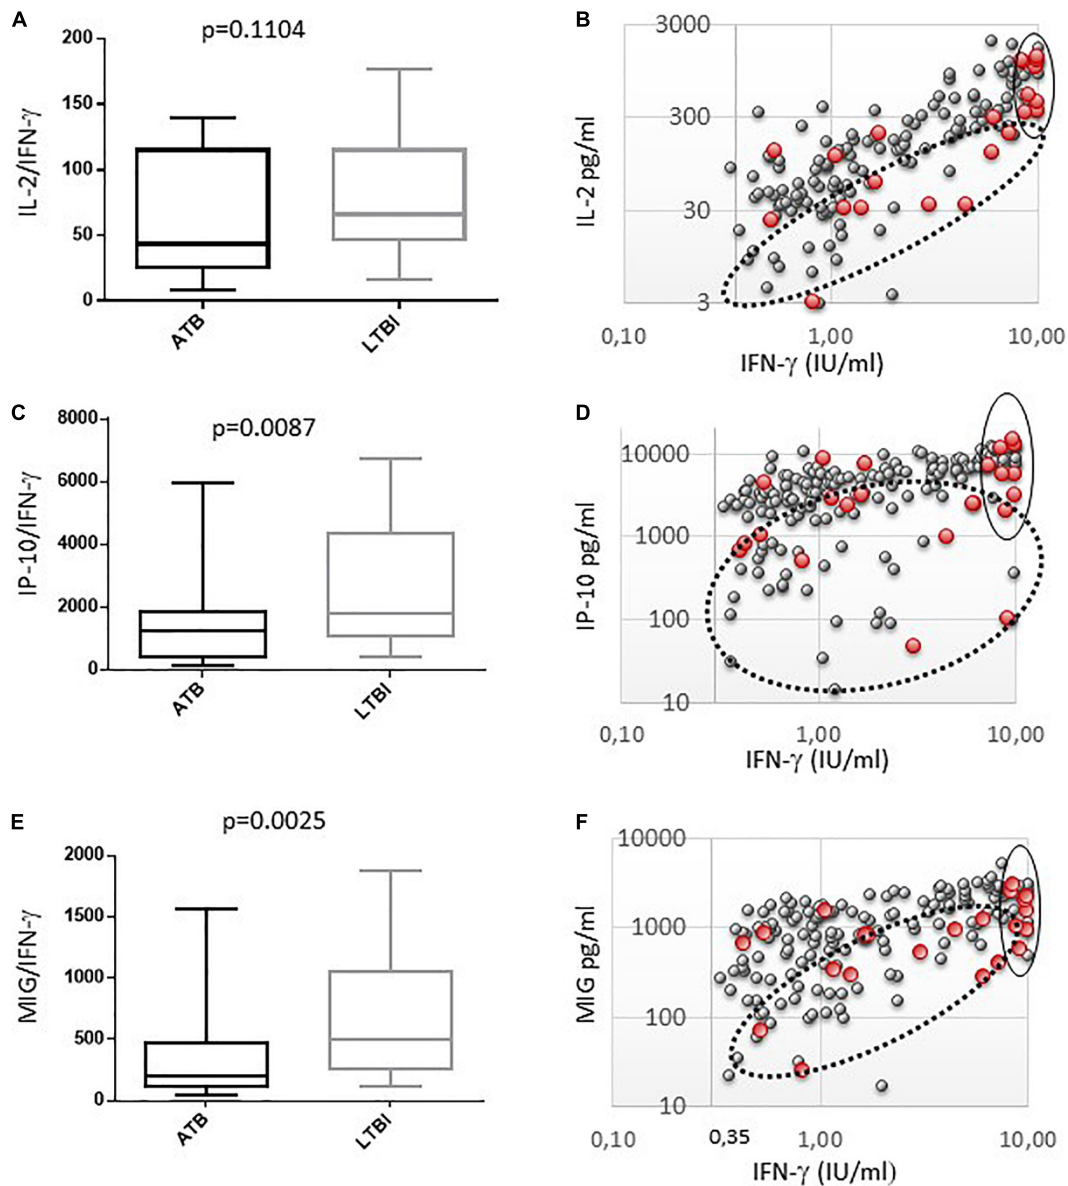 A
p=0.1104
IL-2/IFN-γ
200
150
100
50
0
ATB
LTBI
B
IL-2 pg/ml
3000
300
30
3
0,10
1,00
10,00
IFN-γ (IU/ml)
C
p=0.0087
IP-10/IFN-γ
8000
6000
4000
2000
0
ATB
LTBI
D
IP-10 pg/ml
10000
1000
100
10
0,10
1,00
10,00
IFN-γ (IU/ml)
E
p=0.0025
MIG/IFN-γ
2000
1500
1000
500
0
ATB
LTBI
F
MIG pg/ml
10000
1000
100
10
0,10
0,35
1,00
10,00
IFN-γ (IU/ml)